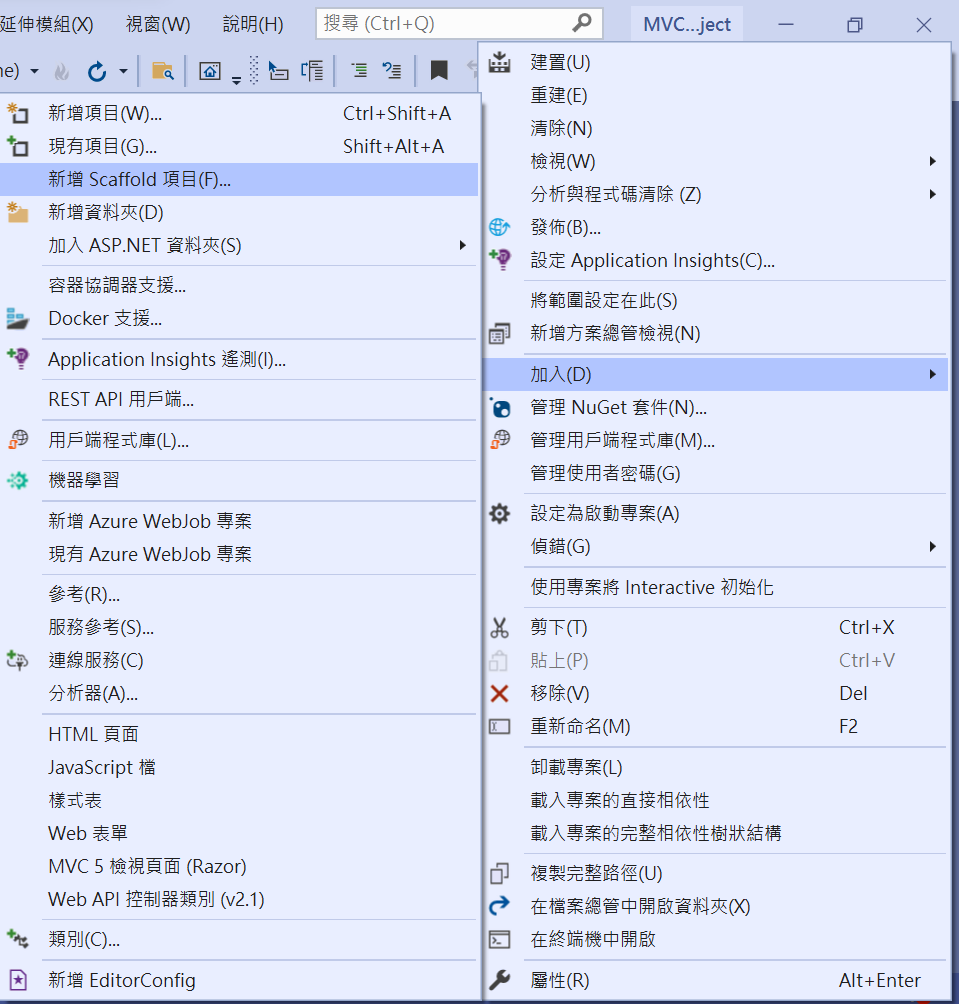 延伸模組(X) 視窗(W) 說明(H) 搜尋 (Ctrl+Q) MVC...ject
ne)
新增項目(W)... Ctrl+Shift+A
現有項目(G)... Shift+Alt+A
新增 Scaffold 項目(F)...
新增資料夾(D)
加入 ASP.NET 資料夾(S)
容器協調器支援...
Docker 支援...
Application Insights 遙測(I)...
REST API 用戶端...
用戶端程式庫(L)...
機器學習
新增 Azure WebJob 專案
現有 Azure WebJob 專案
參考(R)...
服務參考(S)...
連線服務(C)
分析器(A)...
HTML 頁面
JavaScript 檔
樣式表
Web 表單
MVC 5 檢視頁面 (Razor)
Web API 控制器類別 (v2.1)
類別(C)...
新增 EditorConfig
建置(U)
重建(E)
清除(N)
檢視(W)
分析與程式碼清除 (Z)
發佈(B)...
設定 Application Insights(C)...
將範圍設定在此(S)
新增方案總管檢視(N)
加入(D)
管理 NuGet 套件(N)...
管理用戶端程式庫(M)...
管理使用者密碼(G)
設定為啟動專案(A)
偵錯(G)
使用專案將 Interactive 初始化
剪下(T) Ctrl+X
貼上(P) Ctrl+V
移除(V) Del
重新命名(M) F2
卸載專案(L)
載入專案的直接相依性
載入專案的完整相依性樹狀結構
複製完整路徑(U)
在檔案總管中開啟資料夾(X)
在終端機中開啟
屬性(R) Alt+Enter